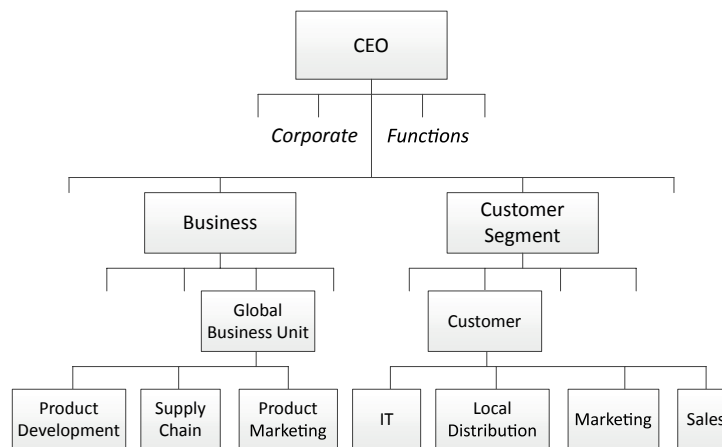 CEO
Corporate Functions
Business
Customer
Segment
Global
Business Unit
Customer
Product
Development
Supply
Chain
Product
Marketing
IT
Local
Distribution
Marketing
Sales